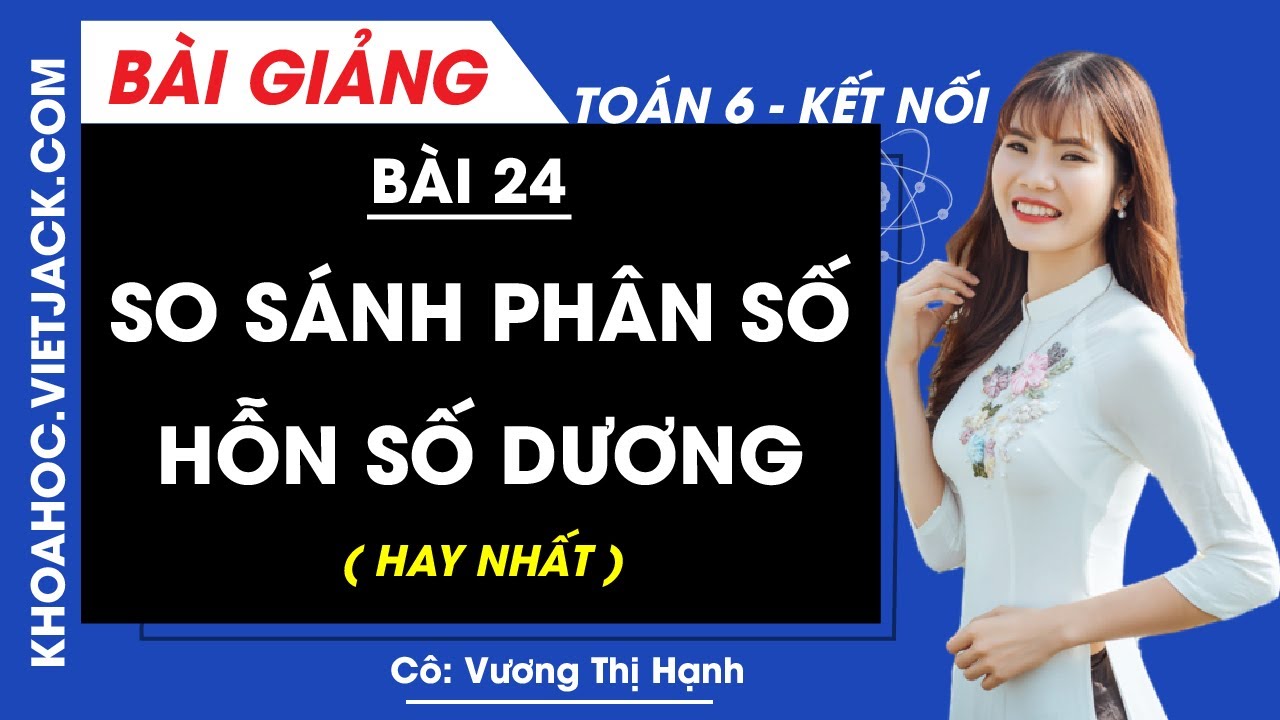 BÀI GIẢNG
TOÁN 6 - KẾT NỐI
BÀI 24
SO SÁNH PHÂN SỐ
HỖN SỐ DƯƠNG
( HAY NHẤT )
Cô: Vương Thị Hạnh
KHOAHOC.VIETJACK.COM